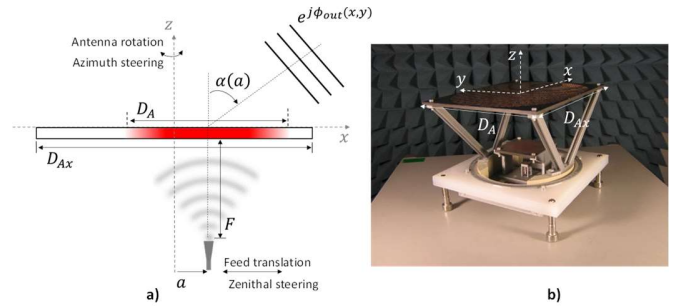 z
Antenna rotation
Azimuth steering
α(a)
e^{jϕ_{out}(x,y)}
D_A
x
D_{Ax}
F
Feed translation
a
Zenithal steering
a)
z
x
y
D_A
D_{Ax}
b)